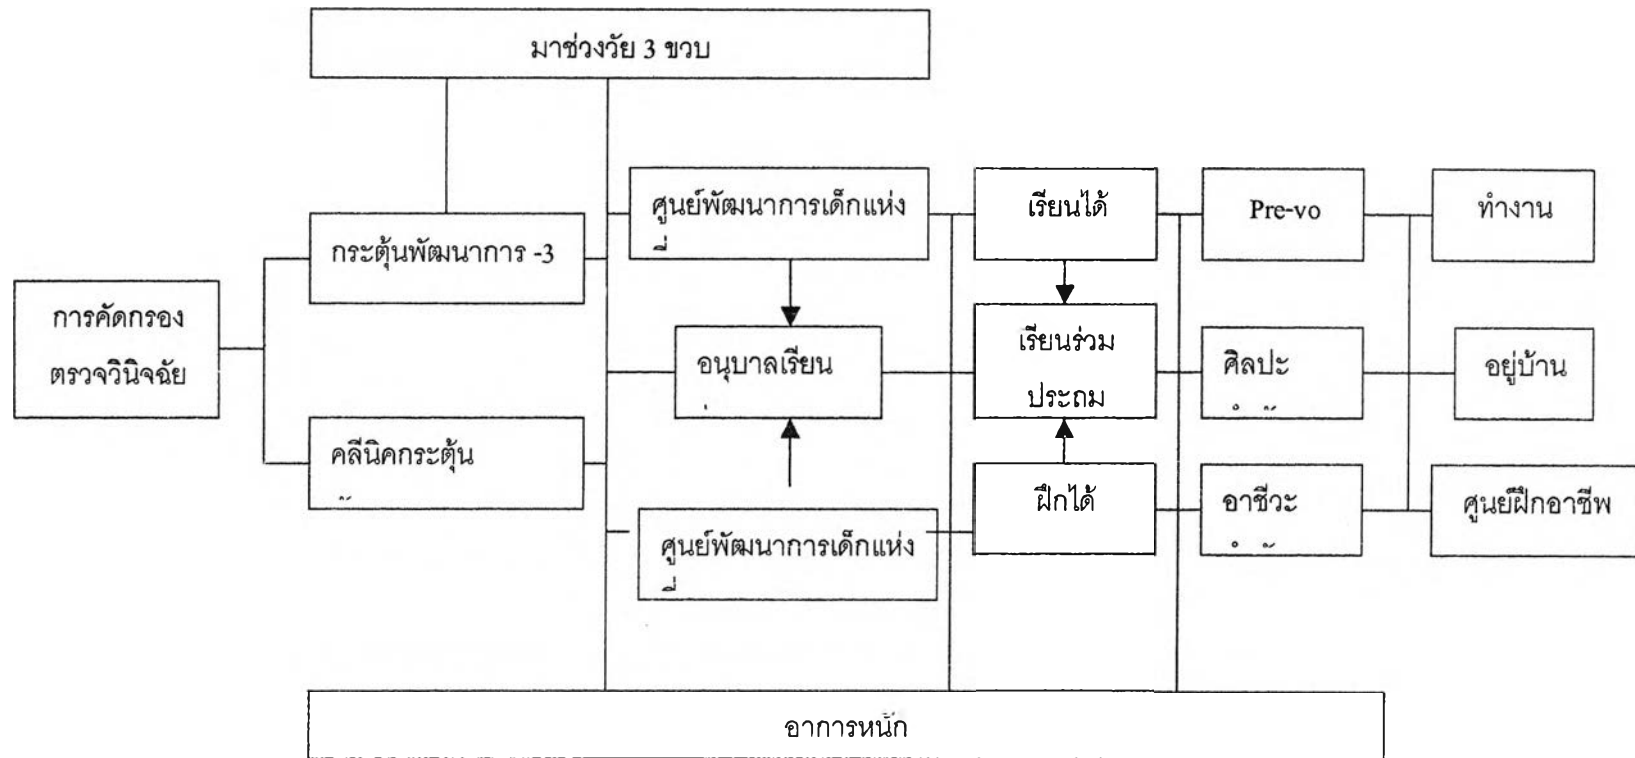 มาช่วงวัย 3 ขวบ
การคัดกรอง
ตรวจวินิจฉัย
กระตุ้นพัฒนาการ -3
คลีนิคกระตุ้น
ศูนย์พัฒนาการเด็กแห่ง
ที่
อนุบาลเรียน
ศูนย์พัฒนาการเด็กแห่ง
ที่
เรียนได้
เรียนร่วม
ประถม
ฝึกได้
Pre-vo
ศิลปะ
อาชีวะ
ทำงาน
อยู่บ้าน
ศูนย์ฝึกอาชีพ
อาการหนัก